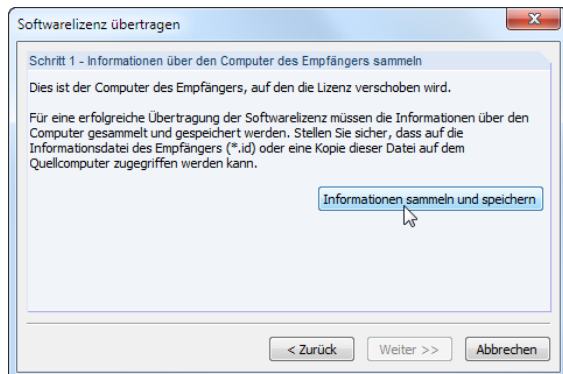 Softwarelizenz übertragen
Schritt 1 - Informationen über den Computer des Empfängers sammeln
Dies ist der Computer des Empfängers, auf den die Lizenz verschoben wird.
Für eine erfolgreiche Übertragung der Softwarelizenz müssen die Informationen über den
Computer gesammelt und gespeichert werden. Stellen Sie sicher, dass auf die
Informationsdatei des Empfängers (*.id) oder eine Kopie dieser Datei auf dem
Quellcomputer zugegriffen werden kann.
Informationen sammeln und speichern
< Zurück Weiter >> Abbrechen